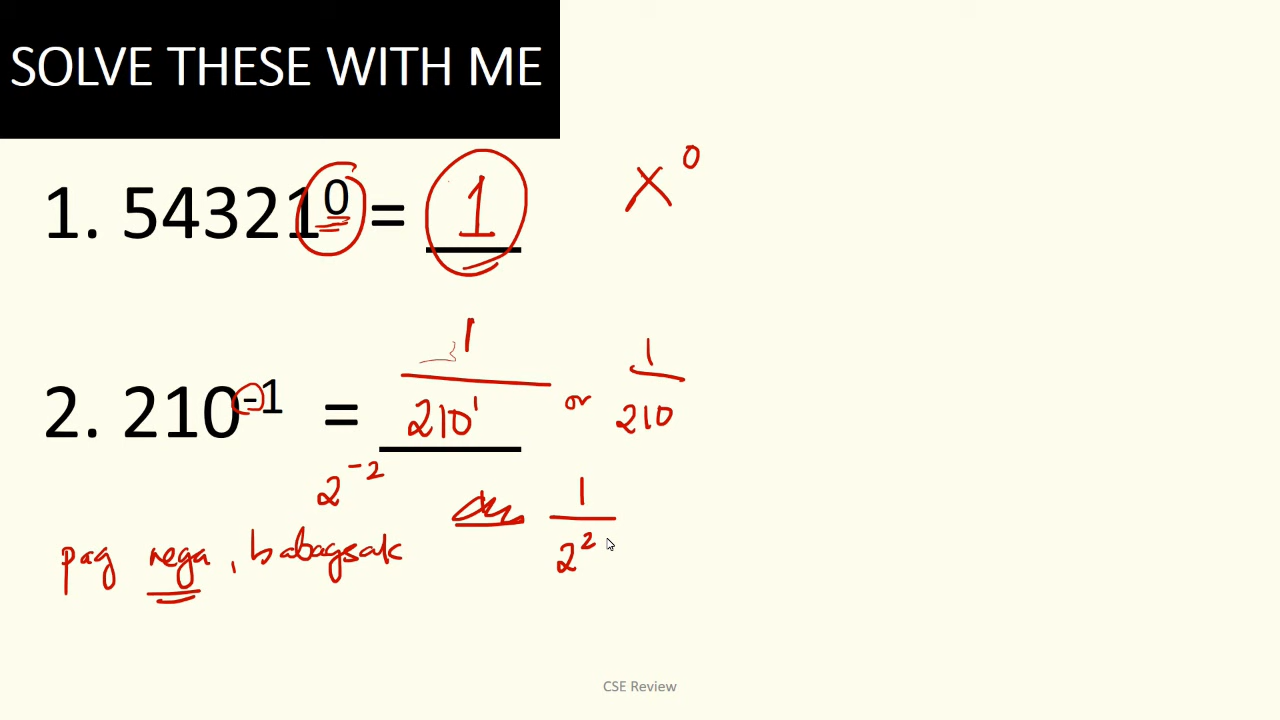 SOLVE THESE WITH ME
1. 54321⁰ = 1
x⁰
2. 210⁻¹ = 1/210¹ or 1/210
2⁻² 1/2²
pag nega, babagsak
CSE Review